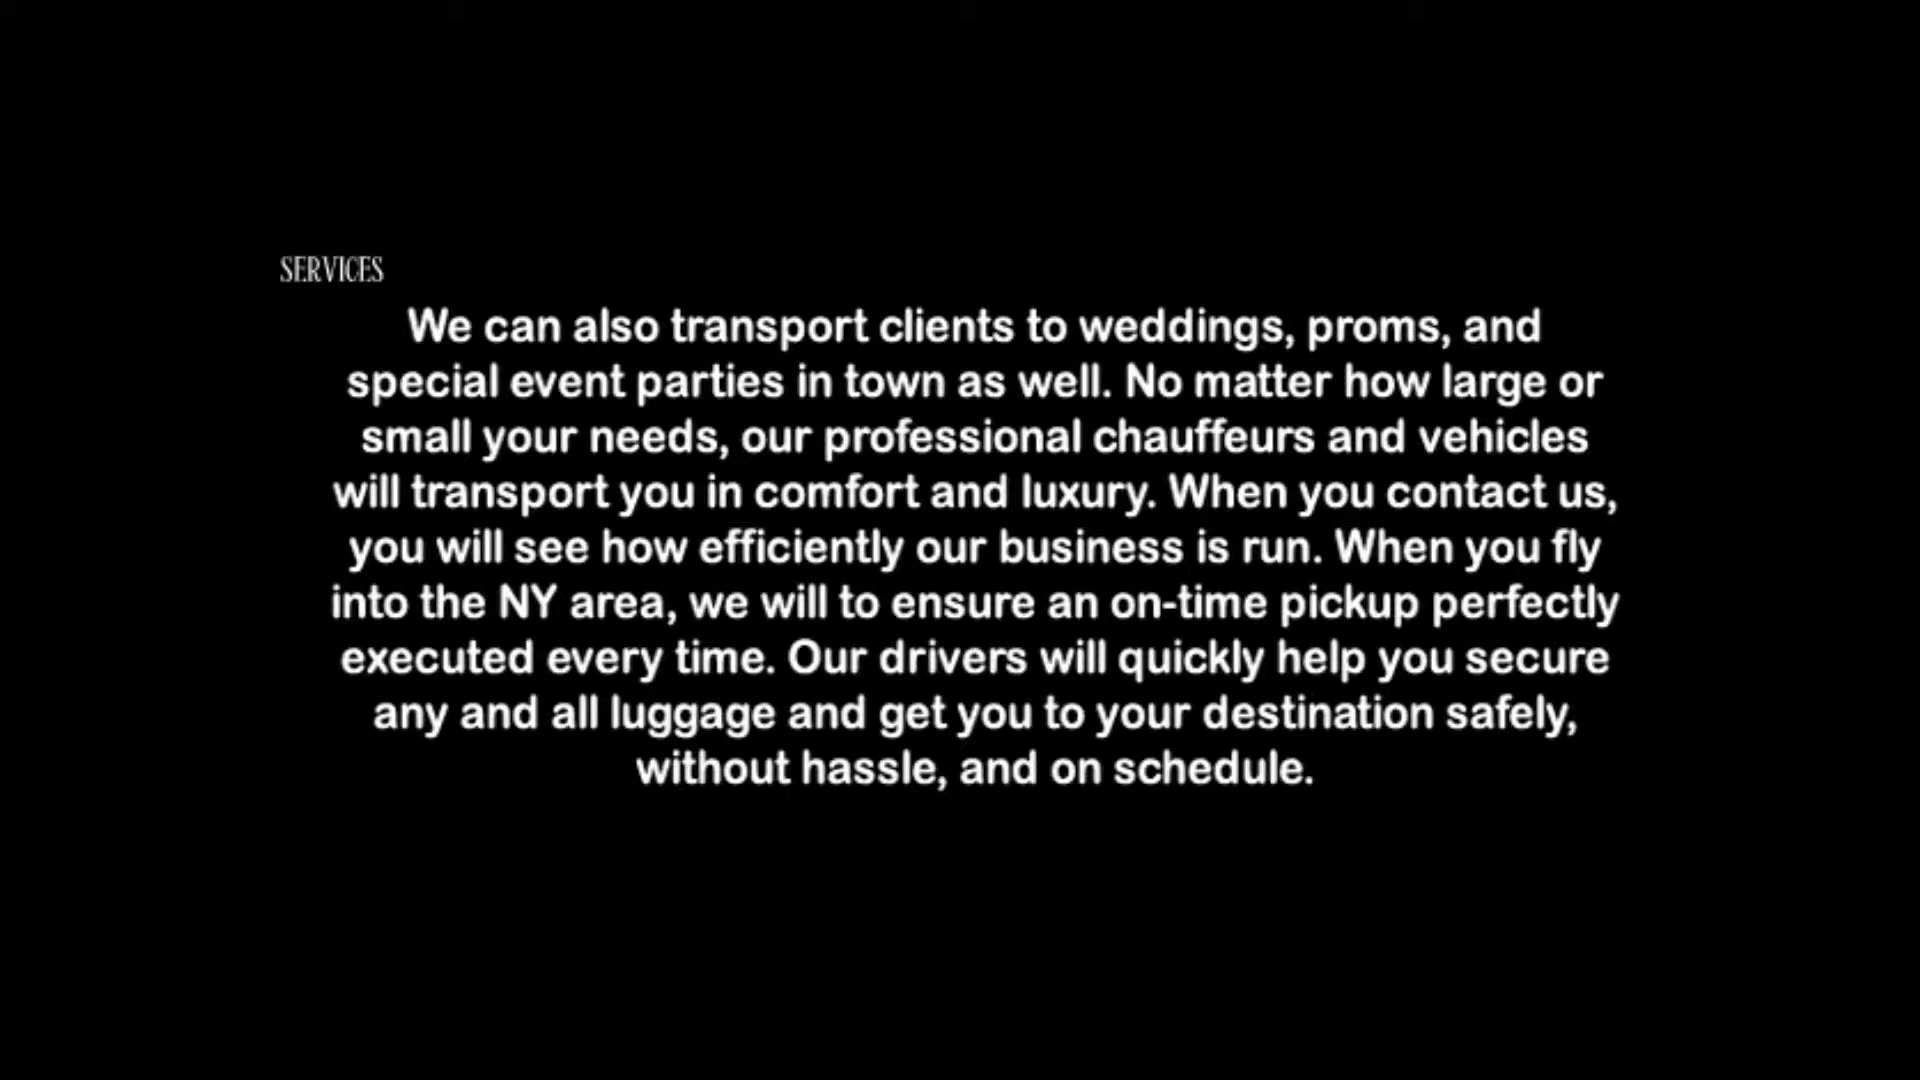 SERVICES
We can also transport clients to weddings, proms, and
special event parties in town as well. No matter how large or
small your needs, our professional chauffeurs and vehicles
will transport you in comfort and luxury. When you contact us,
you will see how efficiently our business is run. When you fly
into the NY area, we will to ensure an on-time pickup perfectly
executed every time. Our drivers will quickly help you secure
any and all luggage and get you to your destination safely,
without hassle, and on schedule.